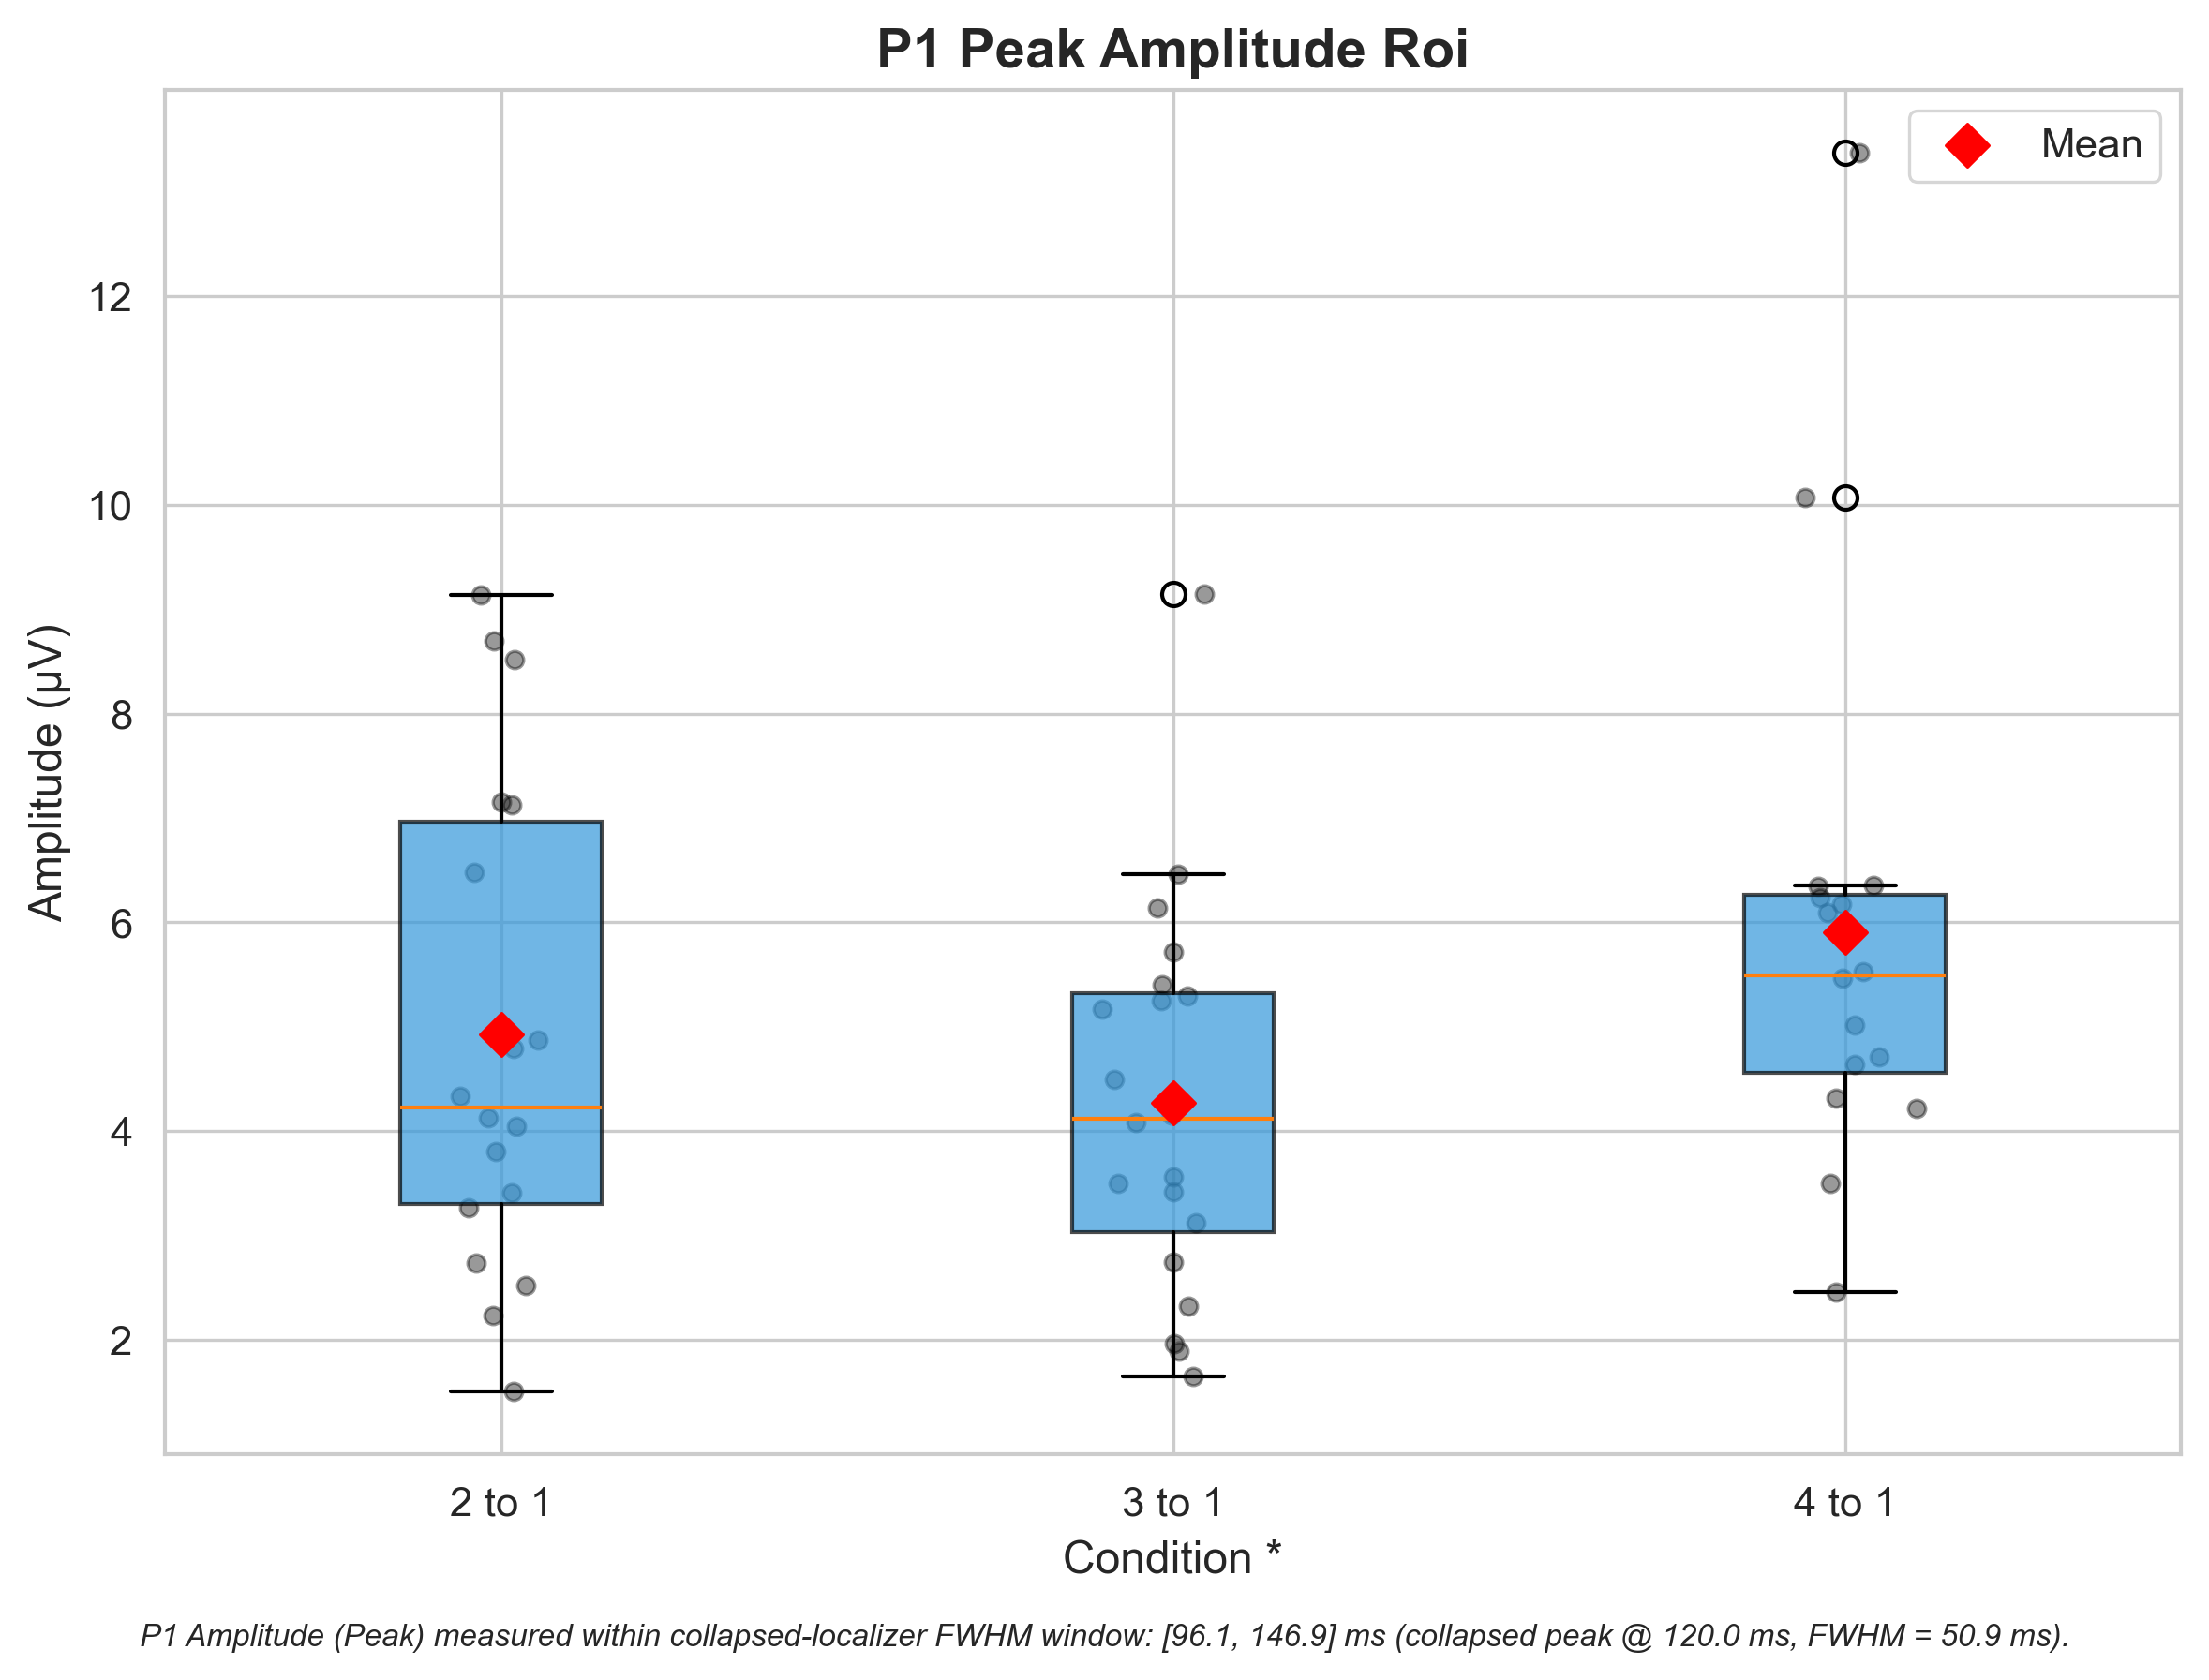 P1 Peak Amplitude Roi
Mean
12
10
8
6
4
2
Amplitude (µV)
2 to 1
3 to 1
4 to 1
Condition *
P1 Amplitude (Peak) measured within collapsed-localizer FWHM window: [96.1, 146.9] ms (collapsed peak @ 120.0 ms, FWHM = 50.9 ms).